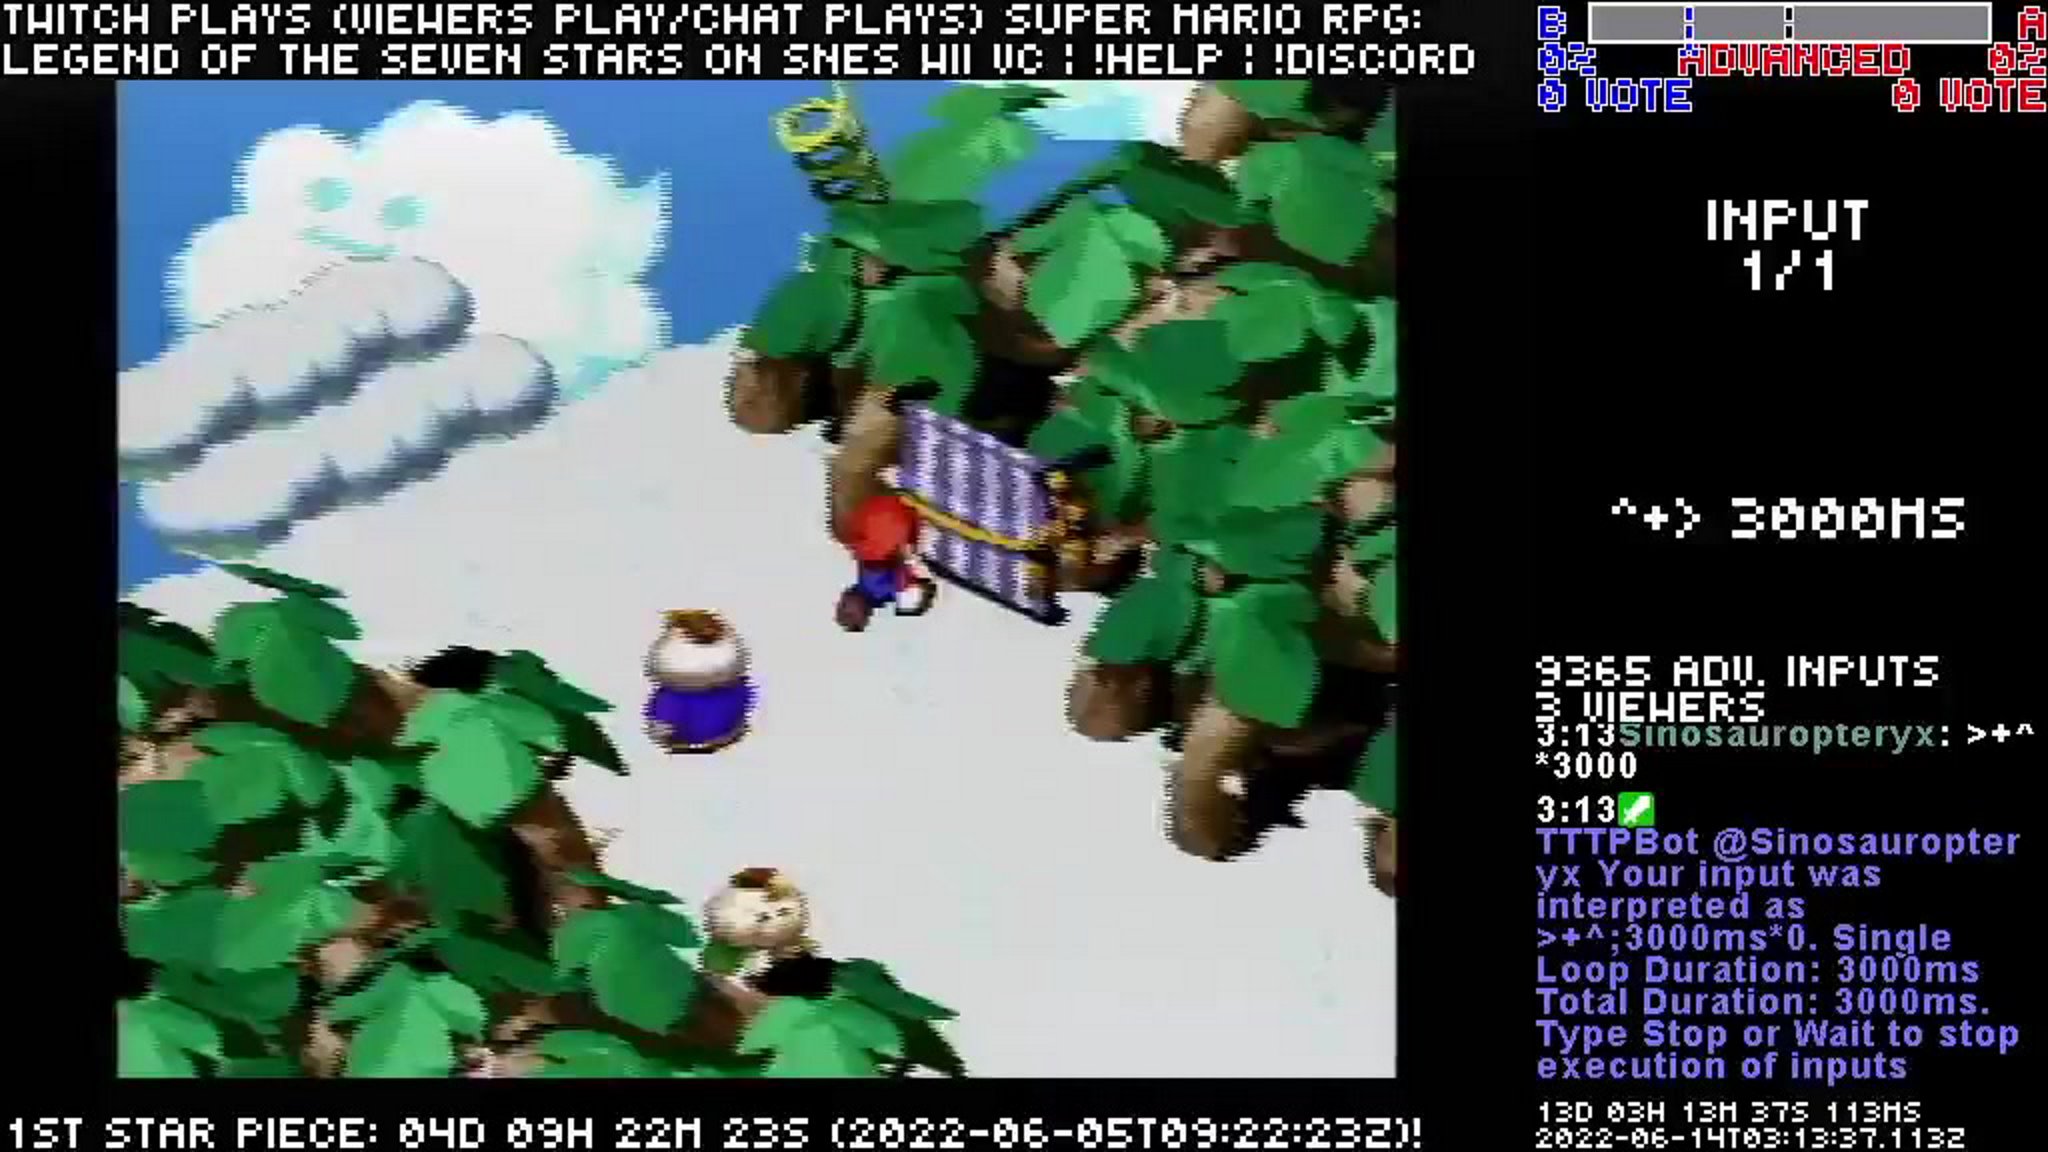 TWITCH PLAYS (VIEWERS PLAY/CHAT PLAYS) SUPER MARIO RPG:
LEGEND OF THE SEVEN STARS ON SNES WII VC | !HELP | !DISCORD
B A
0% ADVANCED 0%
0 VOTE 0 VOTE
INPUT
1/1
^+> 3000MS
9365 ADV. INPUTS
3 VIEWERS
3:13 Sinosauropteryx: >+^
*3000
3:13
TTTPBot @Sinosauropter
yx Your input was
interpreted as
>+^;3000ms*0. Single
Loop Duration: 3000ms
Total Duration: 3000ms.
Type Stop or Wait to stop
execution of inputs
13D 03H 13M 37S 113MS
2022-06-14T03:13:37.113Z
1ST STAR PIECE: 04D 09H 22M 23S (2022-06-05T09:22:23Z)!